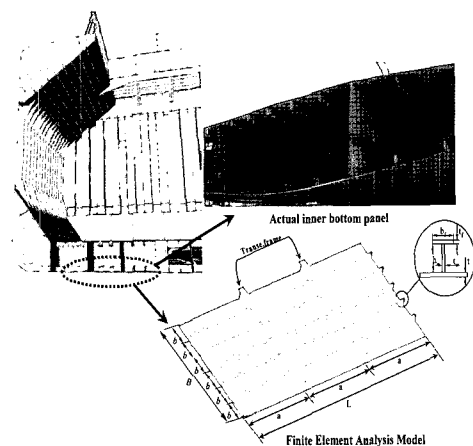 Actual inner bottom panel
Transe.frame
b
b
b
b
b
b
B
a
a
a
L
Finite Element Analysis Model